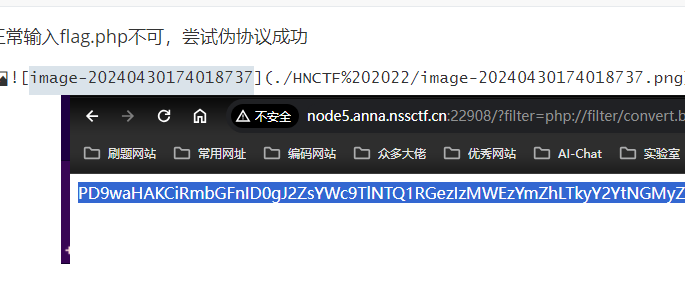 正常输入flag.php不可，尝试伪协议成功
![image-20240430174018737](./HNCTF%202022/image-20240430174018737.png)
不安全 node5.anna.nssctf.cn:22908/?filter=php://filter/convert.b
刷题网站 常用网址 编码网站 众多大佬 优秀网站 AI-Chat 实验室